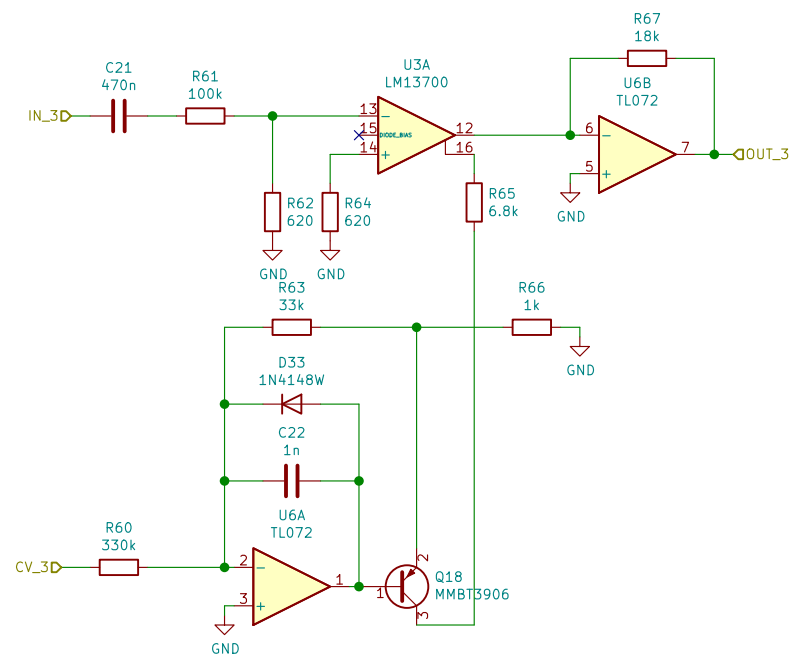 R67
18k
C21
470n
R61
100k
U3A
LM13700
U6B
TL072
IN_3
13
15
DIODE_BIAS
14
12
16
6
5
7
OUT_3
R62
620
R64
620
R65
6.8k
GND
GND
GND
R63
33k
R66
1k
GND
D33
1N4148W
C22
1n
U6A
TL072
R60
330k
CV_3
2
3
1
1
2
3
Q18
MMBT3906
GND